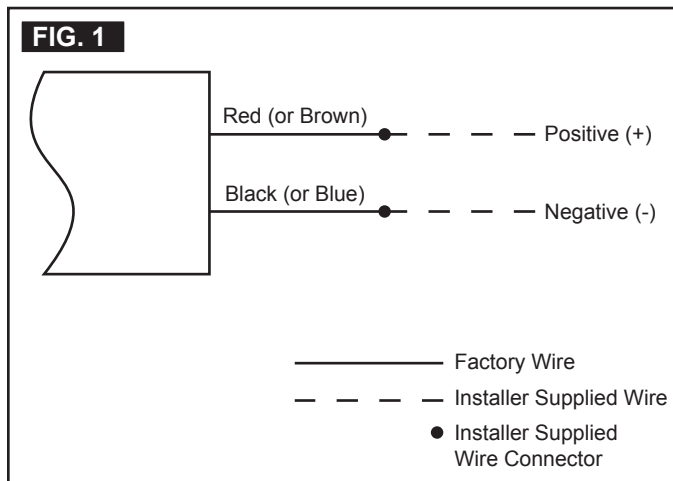 FIG. 1
Red (or Brown)
Positive (+)
Black (or Blue)
Negative (-)
Factory Wire
Installer Supplied Wire
Installer Supplied
Wire Connector